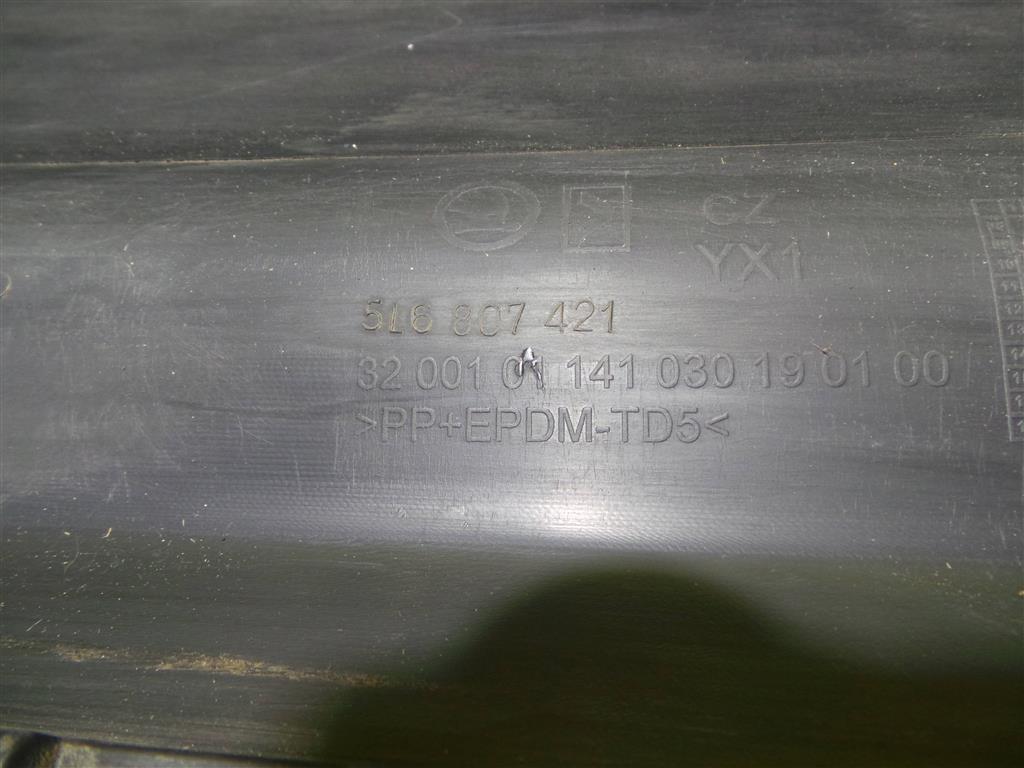 CZ
YX1
5L6 807 421
32 001 01 141 030 19 01 00
>PP+EPDM-TD5<